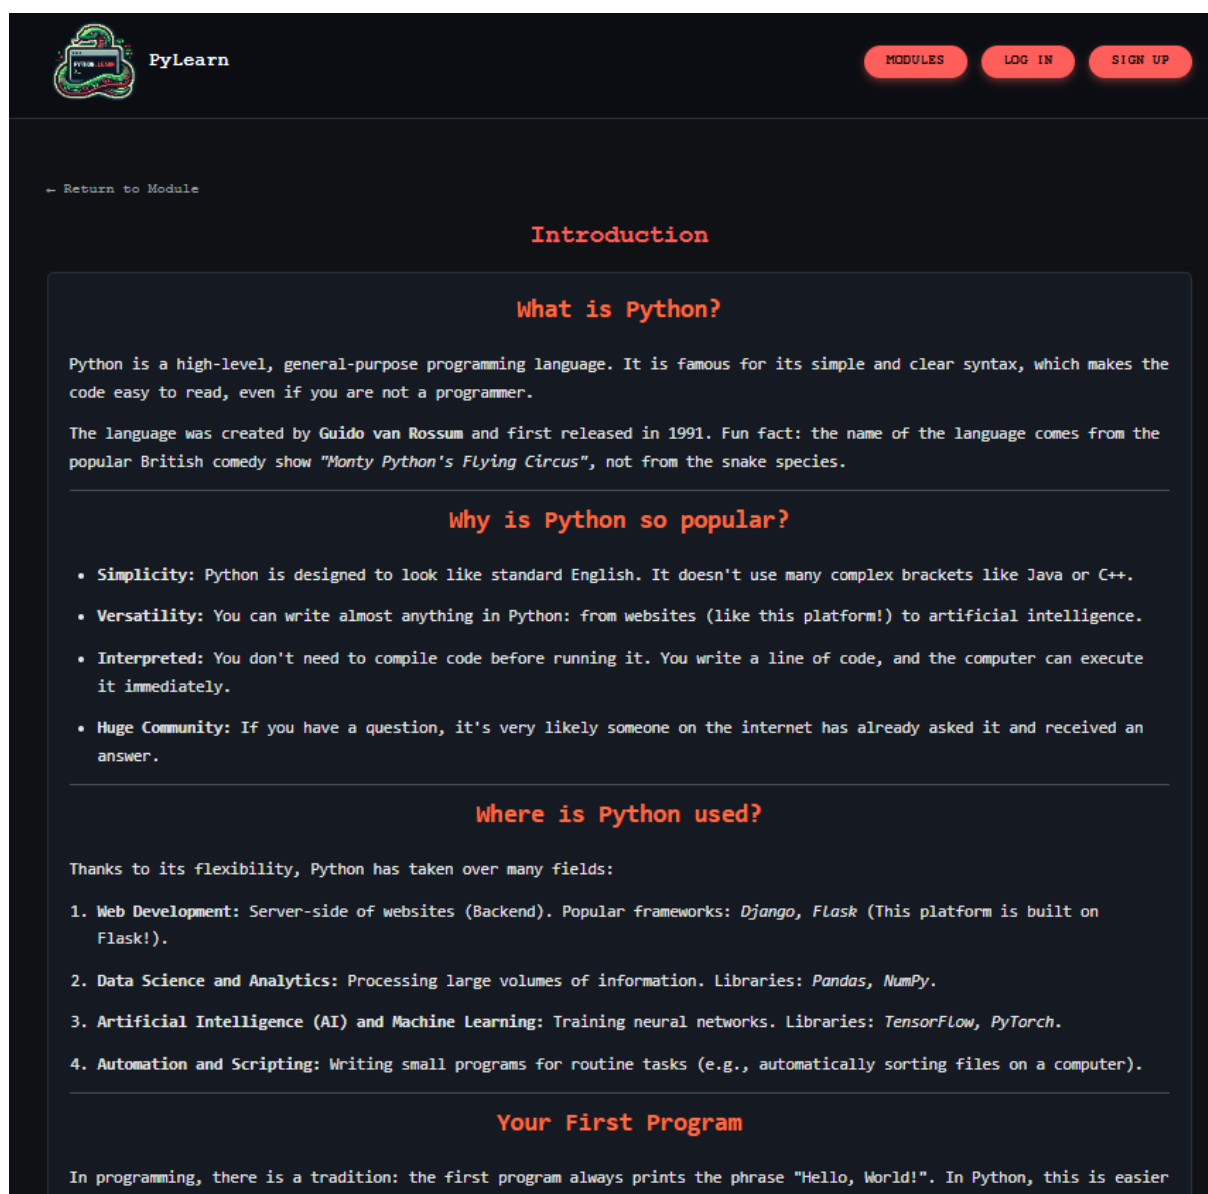 PYTHON LEARN
PyLearn
MODULES
LOG IN
SIGN UP
← Return to Module
Introduction
What is Python?
Python is a high-level, general-purpose programming language. It is famous for its simple and clear syntax, which makes the
code easy to read, even if you are not a programmer.
The language was created by Guido van Rossum and first released in 1991. Fun fact: the name of the language comes from the
popular British comedy show "Monty Python's Flying Circus", not from the snake species.
Why is Python so popular?
• Simplicity: Python is designed to look like standard English. It doesn't use many complex brackets like Java or C++.
• Versatility: You can write almost anything in Python: from websites (like this platform!) to artificial intelligence.
• Interpreted: You don't need to compile code before running it. You write a line of code, and the computer can execute
it immediately.
• Huge Community: If you have a question, it's very likely someone on the internet has already asked it and received an
answer.
Where is Python used?
Thanks to its flexibility, Python has taken over many fields:
1. Web Development: Server-side of websites (Backend). Popular frameworks: Django, Flask (This platform is built on
Flask!).
2. Data Science and Analytics: Processing large volumes of information. Libraries: Pandas, NumPy.
3. Artificial Intelligence (AI) and Machine Learning: Training neural networks. Libraries: TensorFlow, PyTorch.
4. Automation and Scripting: Writing small programs for routine tasks (e.g., automatically sorting files on a computer).
Your First Program
In programming, there is a tradition: the first program always prints the phrase "Hello, World!". In Python, this is easier